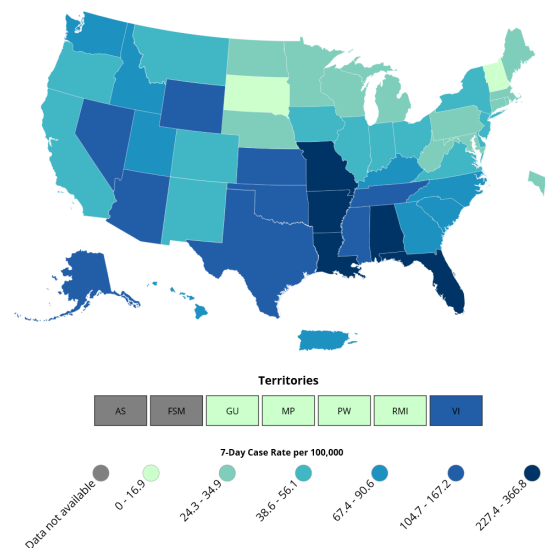 Territories
AS FSM GU MP PW RMI VI
7-Day Case Rate per 100,000
Data not available
0 - 16.9
24.3 - 34.9
38.6 - 56.1
67.4 - 90.6
104.7 - 167.2
227.4 - 366.8